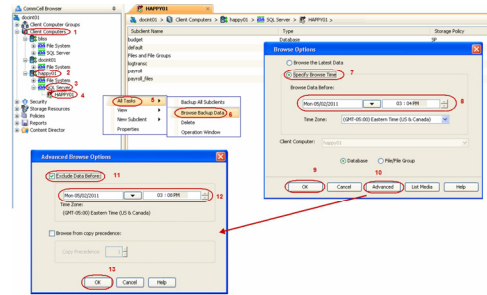 CommCell Browser
docint01
Client Computer Groups
Client Computers 1
bliss
File System
SQL Server
docint01
File System
happy01 2
File System 3
SQL Server
HAPPY01 4
Security
Storage Resources
Policies
Reports
Content Director
HAPPY01 ×
docint01 > Client Computers > happy01 > SQL Server > HAPPY01 >
Subclient Name Type Storage Policy
budget Database SP
default
Files and File Groups
logtransc
payroll
payroll_files
All Tasks 5
View
New Subclient
Properties
Backup All Subclients
Browse Backup Data 6
Delete
Operation Window
Browse Options
Browse the Latest Data
Specify Browse Time 7
Browse Data Before:
Mon 05/02/2011 03 : 04 PM 8
Time Zone: (GMT-05:00) Eastern Time (US & Canada)
Client Computer: happy01
Database File/File Group
9 10
OK Cancel Advanced List Media Help
Advanced Browse Options
Exclude Data Before: 11
Mon 05/02/2011 03 : 00 PM 12
Time Zone:
(GMT-05:00) Eastern Time (US & Canada)
Browse from copy precedence:
Copy Precedence: 1
13
OK Cancel Help